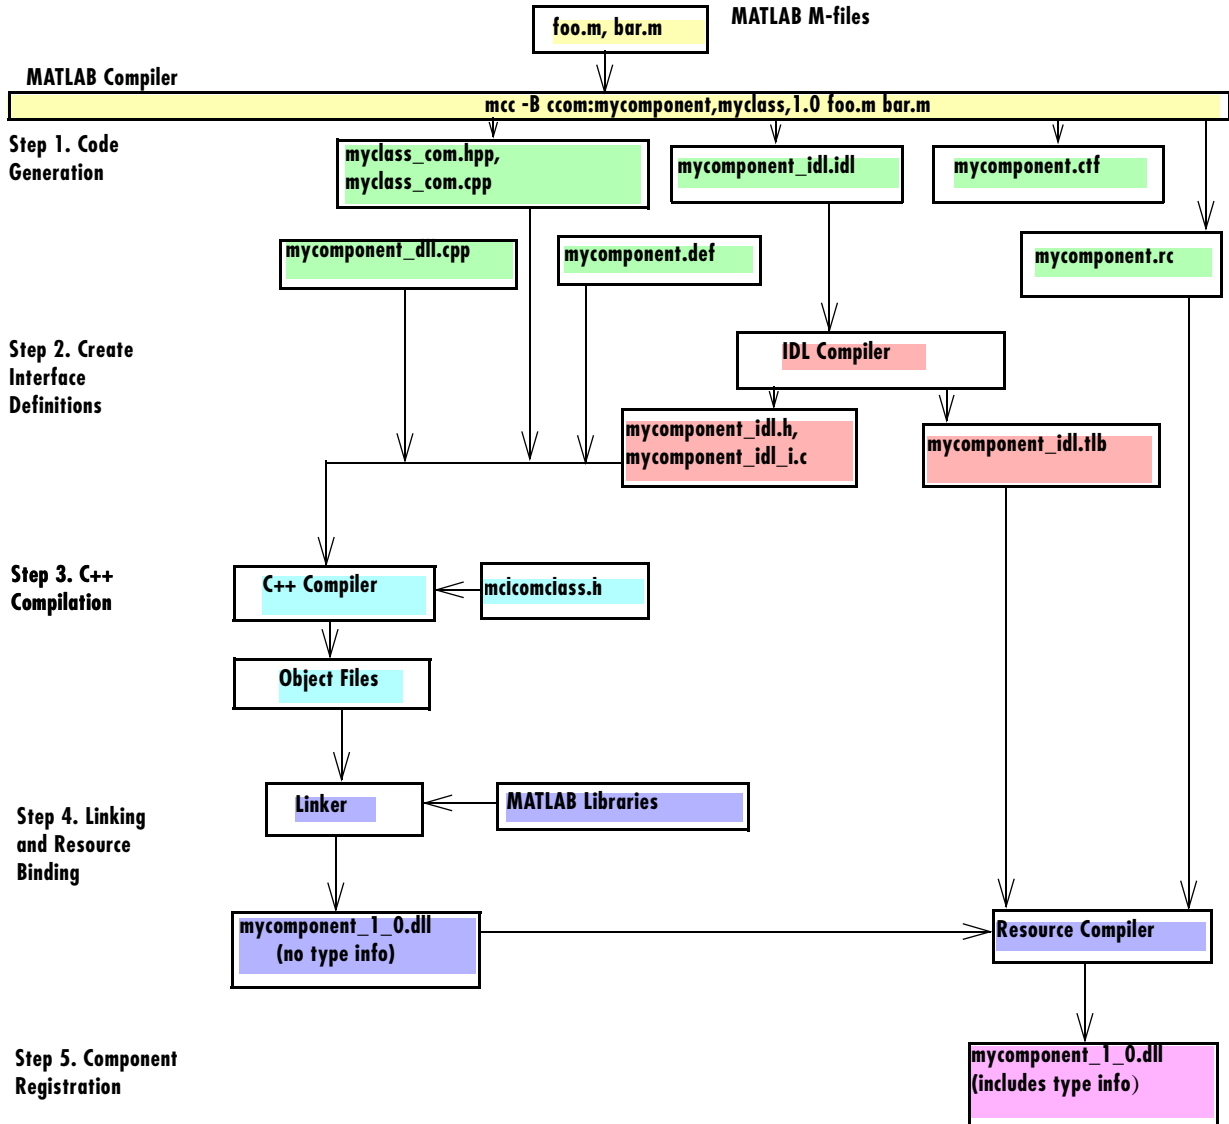 foo.m, bar.m
MATLAB M-files
MATLAB Compiler
mcc -B ccom:mycomponent,myclass,1.0 foo.m bar.m
Step 1. Code
Generation
myclass_com.hpp,
myclass_com.cpp
mycomponent_idl.idl
mycomponent.ctf
mycomponent_dll.cpp
mycomponent.def
mycomponent.rc
Step 2. Create
Interface
Definitions
IDL Compiler
mycomponent_idl.h,
mycomponent_idl_i.c
mycomponent_idl.tlb
Step 3. C++
Compilation
C++ Compiler
mcicomciass.h
Object Files
Step 4. Linking
and Resource
Binding
Linker
MATLAB Libraries
mycomponent_1_0.dll
(no type info)
Resource Compiler
Step 5. Component
Registration
mycomponent_1_0.dll
(includes type info)